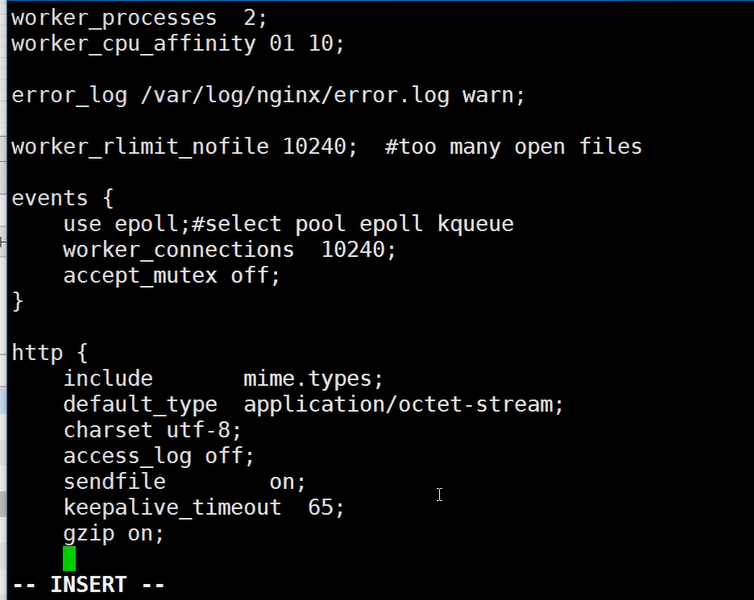 worker_processes  2;
worker_cpu_affinity 01 10;
error_log /var/log/nginx/error.log warn;
worker_rlimit_nofile 10240;  #too many open files
events {
    use epoll;#select pool epoll kqueue
    worker_connections  10240;
    accept_mutex off;
}
http {
    include       mime.types;
    default_type  application/octet-stream;
    charset utf-8;
    access_log off;
    sendfile        on;
    keepalive_timeout  65;
    gzip on;
-- INSERT --